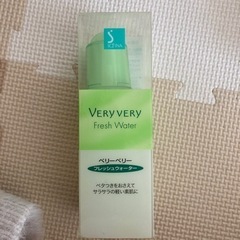 VERY VERY
Fresh Water
ベリーベリー
フレッシュウォーター
ベタつきをおさえて
サラサラの軽い素肌に